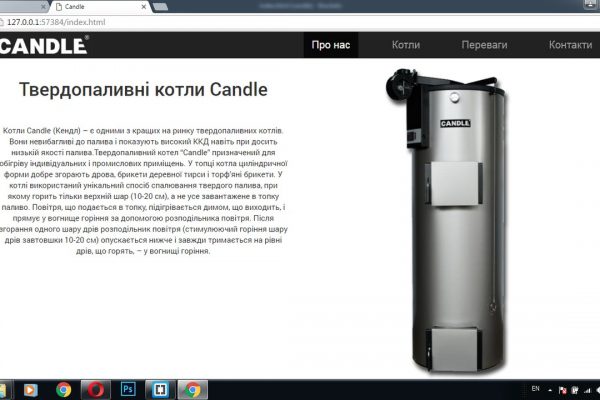 Candle
127.0.0.1:57384/index.html
CANDLE®
Про нас Котли Переваги Контакти
Твердопаливні котли Candle
CANDLE
Котли Candle (Кендл) – є одними з кращих на ринку твердопаливних котлів.
Вони невибагливі до палива і показують високий ККД навіть при досить
низькій якості палива.Твердопаливний котел "Candle" призначений для
обігріву індивідуальних і промислових приміщень. У топці котла циліндричної
форми добре згорають дрова, брикети деревної тирси і торф'яні брикети. У
котлі використаний унікальний спосіб спалювання твердого палива, при
якому горить тільки верхній шар (10-20 см), а не усе завантажене в топку
паливо. Повітря, що подається в топку, підігрівається димом, що виходить, і
прямує у вогнище горіння за допомогою розподільника повітря. Після
згорання одного шару дрів розподільник повітря (стимулюючий горіння шару
дрів завтовшки 10-20 см) опускається нижче і завжди тримається на рівні
дрів, що горять, – у вогнищі горіння.
Ps
EN